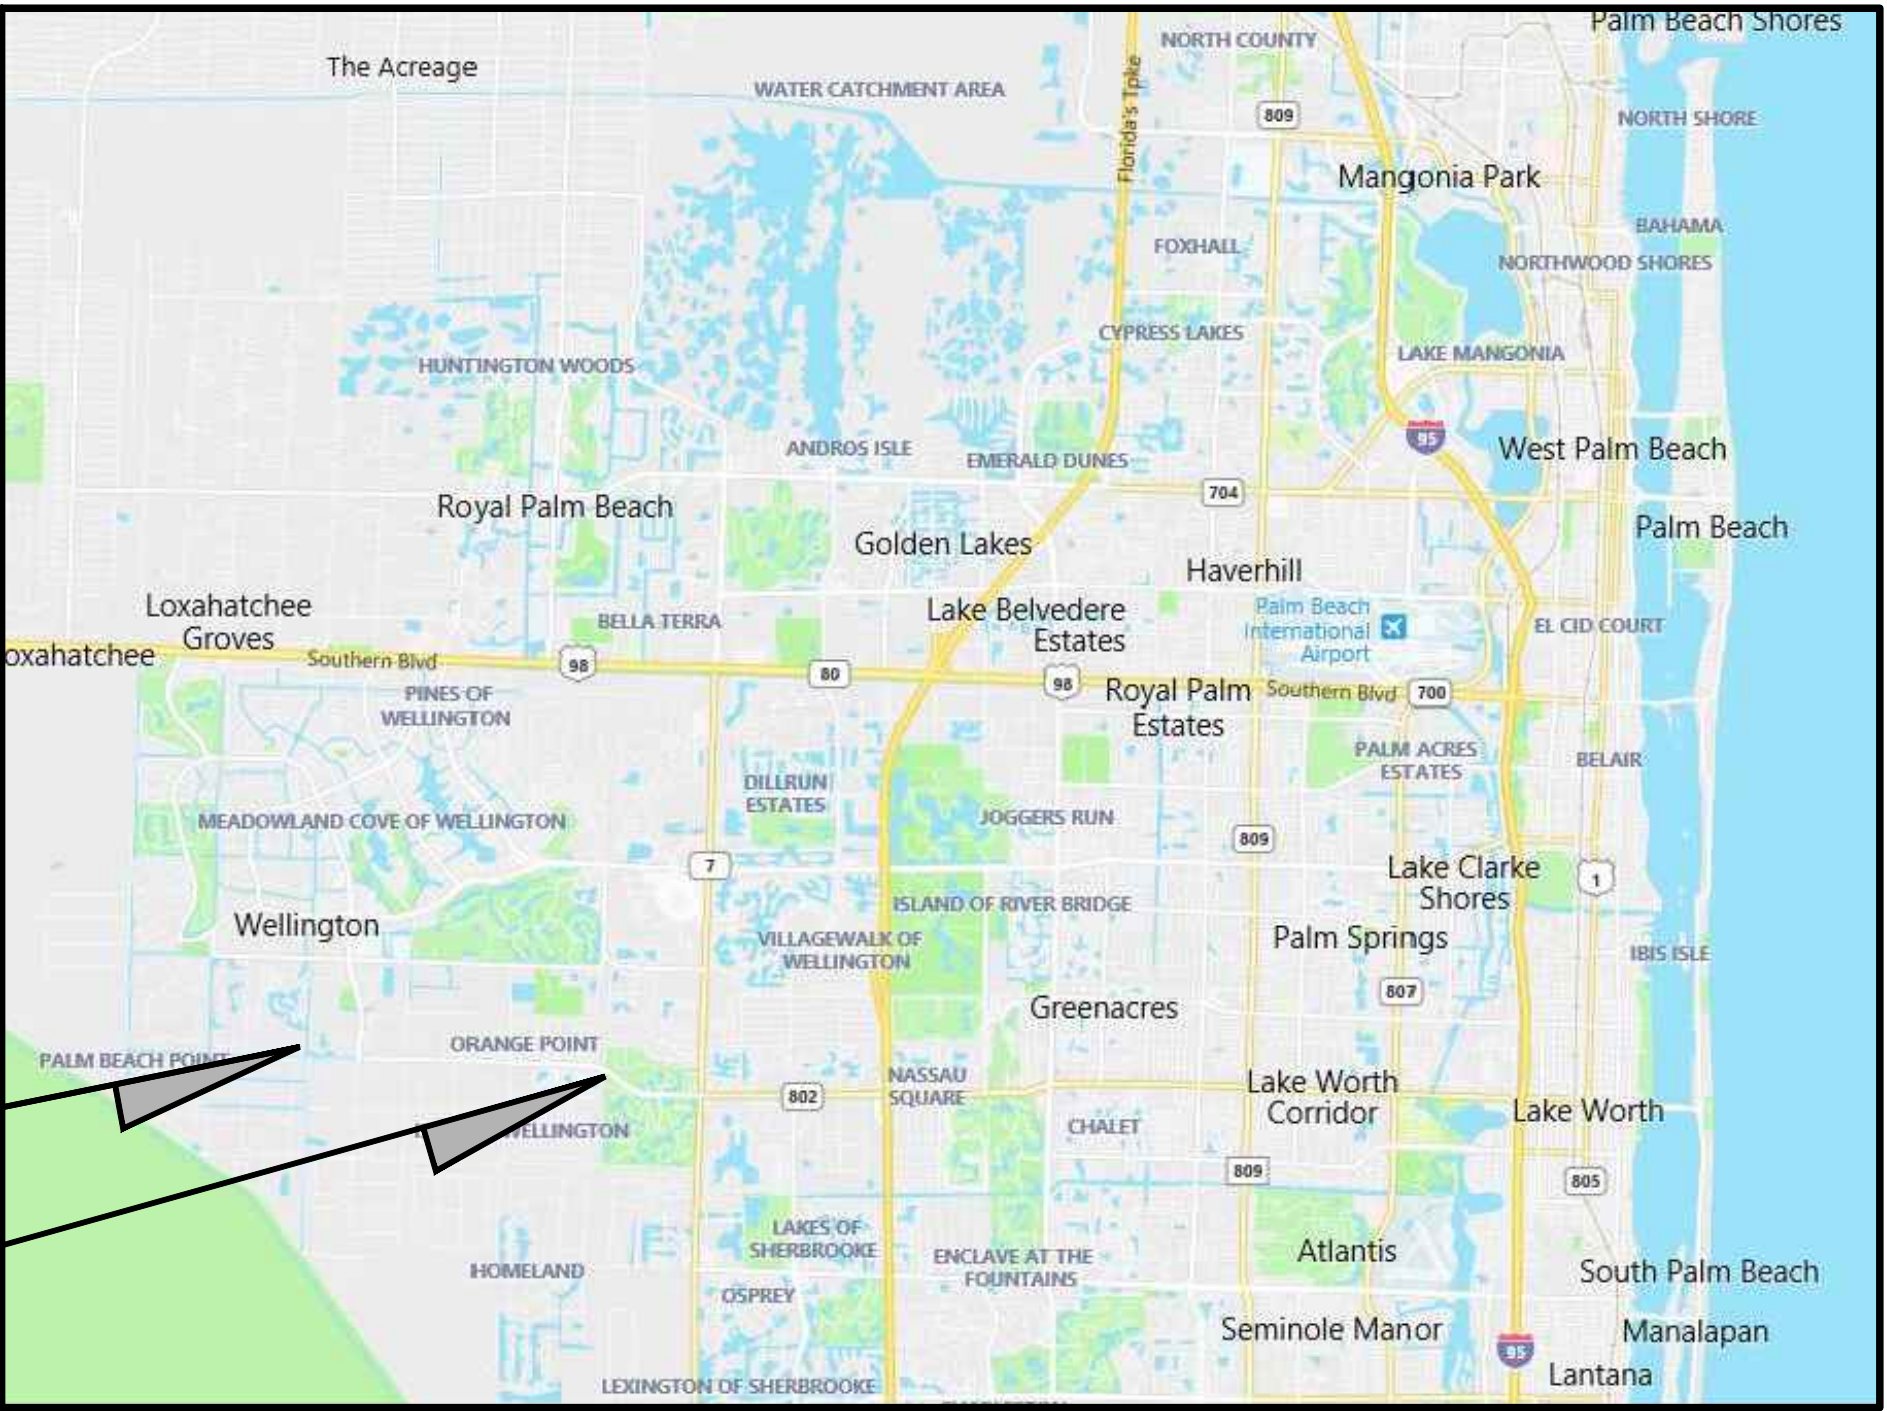 Palm Beach Shores
NORTH COUNTY
The Acreage
WATER CATCHMENT AREA
Florida's Tpke
809
NORTH SHORE
Mangonia Park
BAHAMA
FOXHALL
NORTHWOOD SHORES
CYPRESS LAKES
LAKE MANGONIA
HUNTINGTON WOODS
95
ANDROS ISLE
EMERALD DUNES
West Palm Beach
704
Royal Palm Beach
Palm Beach
Golden Lakes
Haverhill
Loxahatchee
Groves
Lake Belvedere
Estates
Palm Beach
International
Airport
BELLA TERRA
EL CID COURT
oxahatchee
Southern Blvd
98
80
98
Royal Palm
Estates
Southern Blvd
700
PINES OF
WELLINGTON
PALM ACRES
ESTATES
BELAIR
DILLRUN
ESTATES
MEADOWLAND COVE OF WELLINGTON
JOGGERS RUN
809
7
Lake Clarke
Shores
1
ISLAND OF RIVER BRIDGE
Wellington
VILLAGEWALK OF
WELLINGTON
Palm Springs
IBIS ISLE
807
Greenacres
ORANGE POINT
PALM BEACH POINT
NASSAU
SQUARE
802
Lake Worth
Corridor
Lake Worth
CHALET
WELLINGTON
809
805
LAKES OF
SHERBROOKE
ENCLAVE AT THE
FOUNTAINS
Atlantis
HOMELAND
South Palm Beach
OSPREY
Seminole Manor
Manalapan
95
Lantana
LEXINGTON OF SHERBROOKE